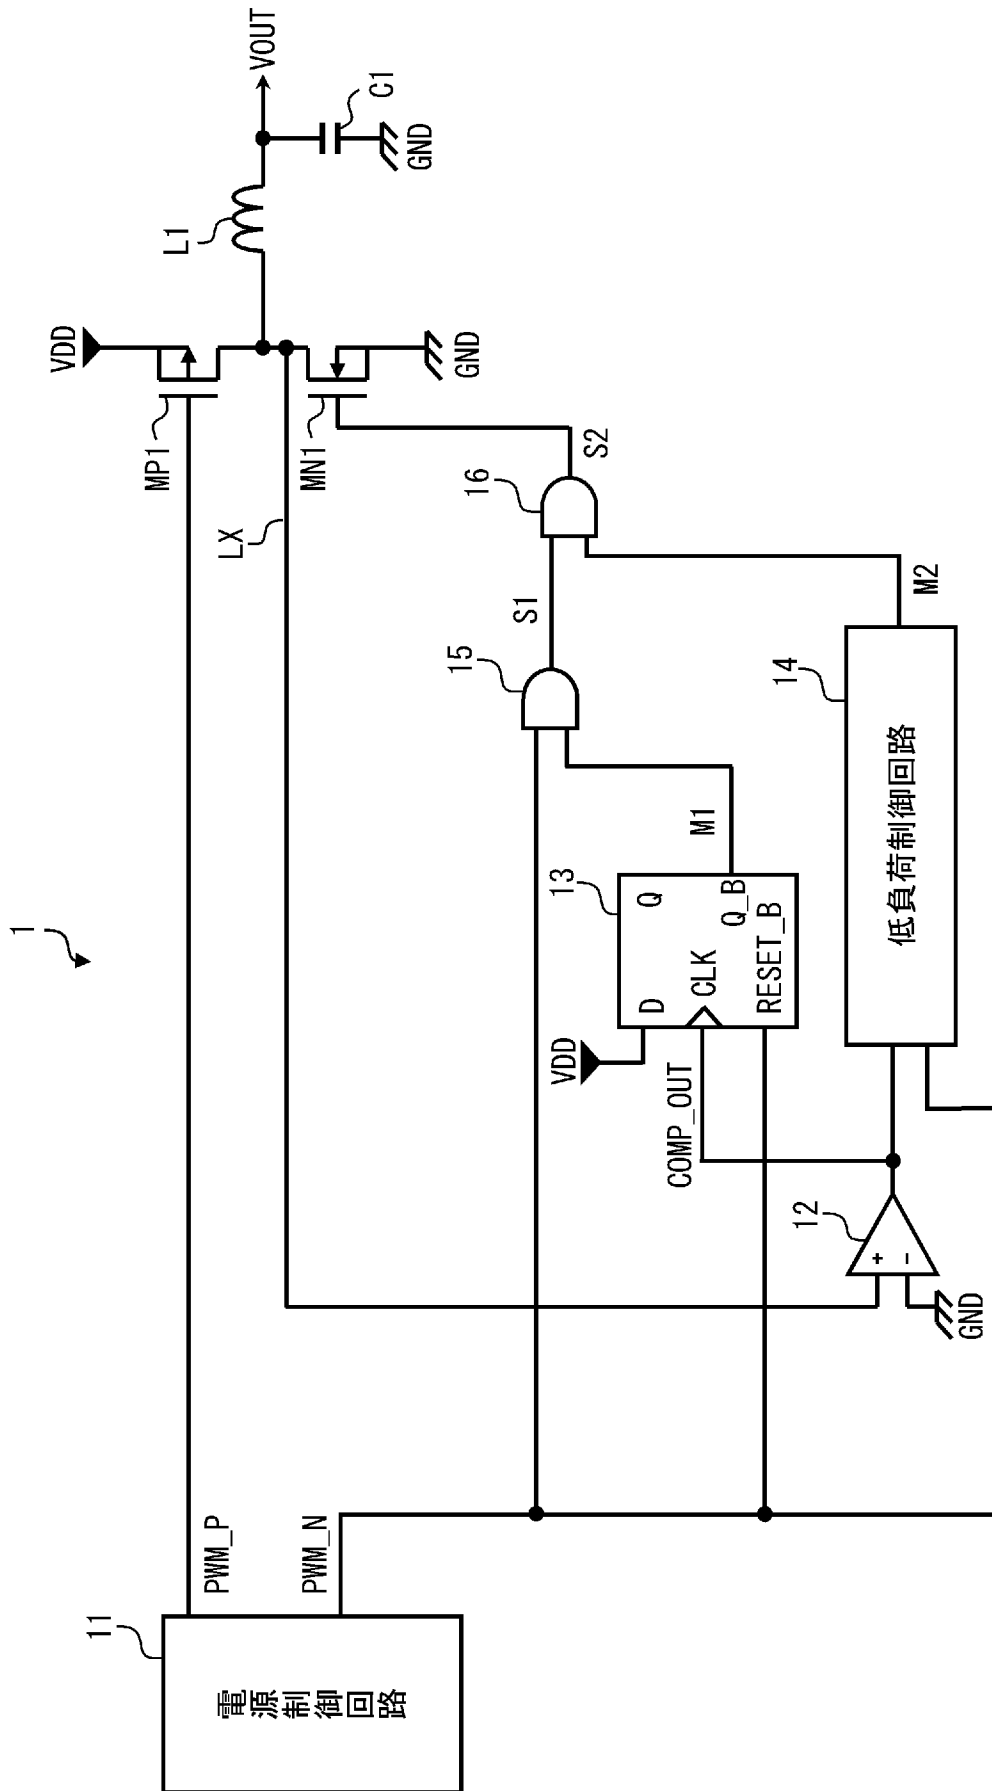 1
11
電源制御回路
PWM_P
PWM_N
VDD
MP1
LX
MN1
GND
L1
C1
GND
VOUT
15
S1
16
S2
VDD
13
D
Q
CLK
Q_B
RESET_B
M1
COMP_OUT
12
+
-
GND
14
低負荷制御回路
M2